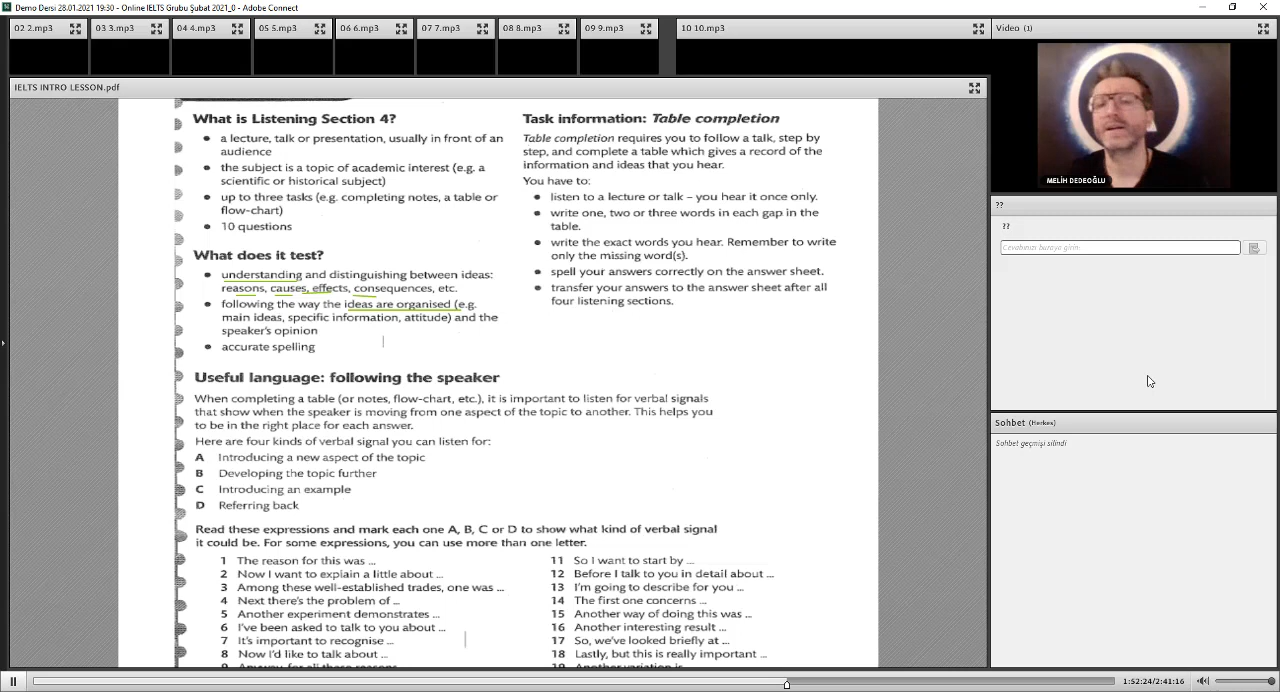 Demo Dersi 28.01.2021 19:30 - Online IELTS Grubu Şubat 2021_0 - Adobe Connect
02 2.mp3
03 3.mp3
04 4.mp3
05 5.mp3
06 6.mp3
07 7.mp3
08 8.mp3
09 9.mp3
10 10.mp3
Video (1)
MELİH DEDEOĞLU
IELTS INTRO LESSON.pdf
What is Listening Section 4?
• a lecture, talk or presentation, usually in front of an
audience
• the subject is a topic of academic interest (e.g. a
scientific or historical subject)
• up to three tasks (e.g. completing notes, a table or
flow-chart)
• 10 questions
What does it test?
• understanding and distinguishing between ideas:
reasons, causes, effects, consequences, etc.
• following the way the ideas are organised (e.g.
main ideas, specific information, attitude) and the
speaker's opinion
• accurate spelling
Task information: Table completion
Table completion requires you to follow a talk, step by
step, and complete a table which gives a record of the
information and ideas that you hear.
You have to:
• listen to a lecture or talk – you hear it once only.
• write one, two or three words in each gap in the
table.
• write the exact words you hear. Remember to write
only the missing word(s).
• spell your answers correctly on the answer sheet.
• transfer your answers to the answer sheet after all
four listening sections.
Useful language: following the speaker
When completing a table (or notes, flow-chart, etc.), it is important to listen for verbal signals
that show when the speaker is moving from one aspect of the topic to another. This helps you
to be in the right place for each answer.
Here are four kinds of verbal signal you can listen for:
A Introducing a new aspect of the topic
B Developing the topic further
C Introducing an example
D Referring back
Read these expressions and mark each one A, B, C or D to show what kind of verbal signal
it could be. For some expressions, you can use more than one letter.
1 The reason for this was ...
2 Now I want to explain a little about ...
3 Among these well-established trades, one was ...
4 Next there's the problem of ...
5 Another experiment demonstrates ...
6 I've been asked to talk to you about ...
7 It's important to recognise ...
8 Now I'd like to talk about ...
9 Anyway, for all these reasons
11 So I want to start by ...
12 Before I talk to you in detail about ...
13 I'm going to describe for you ...
14 The first one concerns ...
15 Another way of doing this was ...
16 Another interesting result ...
17 So, we've looked briefly at ...
18 Lastly, but this is really important ...
19 Another variation is
??
??
Cevabınızı buraya girin
Sohbet (Herkes)
Sohbet geçmişi silindi
1:52:24/2:41:16